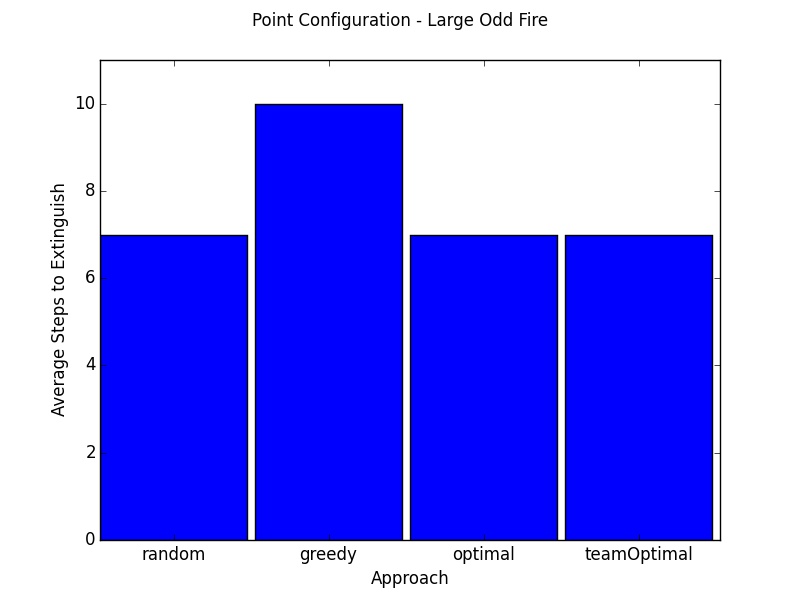 Point Configuration - Large Odd Fire
Average Steps to Extinguish
10
8
6
4
2
0
random greedy optimal teamOptimal
Approach